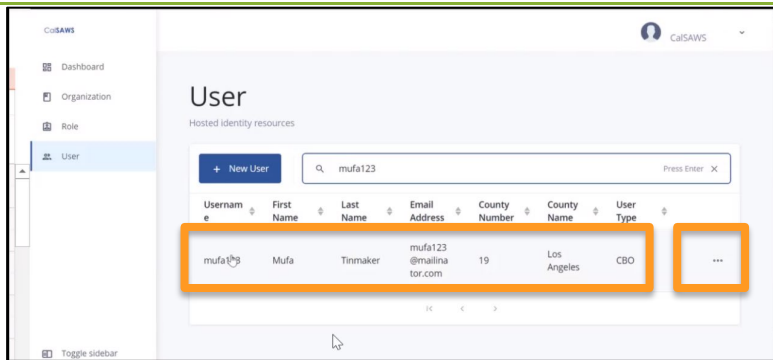 CalSAWS
CalSAWS
Dashboard
Organization
Role
User
Toggle sidebar
User
Hosted identity resources
+ New User
mufa123
Press Enter X
Usernam
e
First
Name
Last
Name
Email
Address
County
Number
County
Name
User
Type
Mufa
Tinmaker
mufa123
@mailina
tor.com
19
Los
Angeles
CBO
...